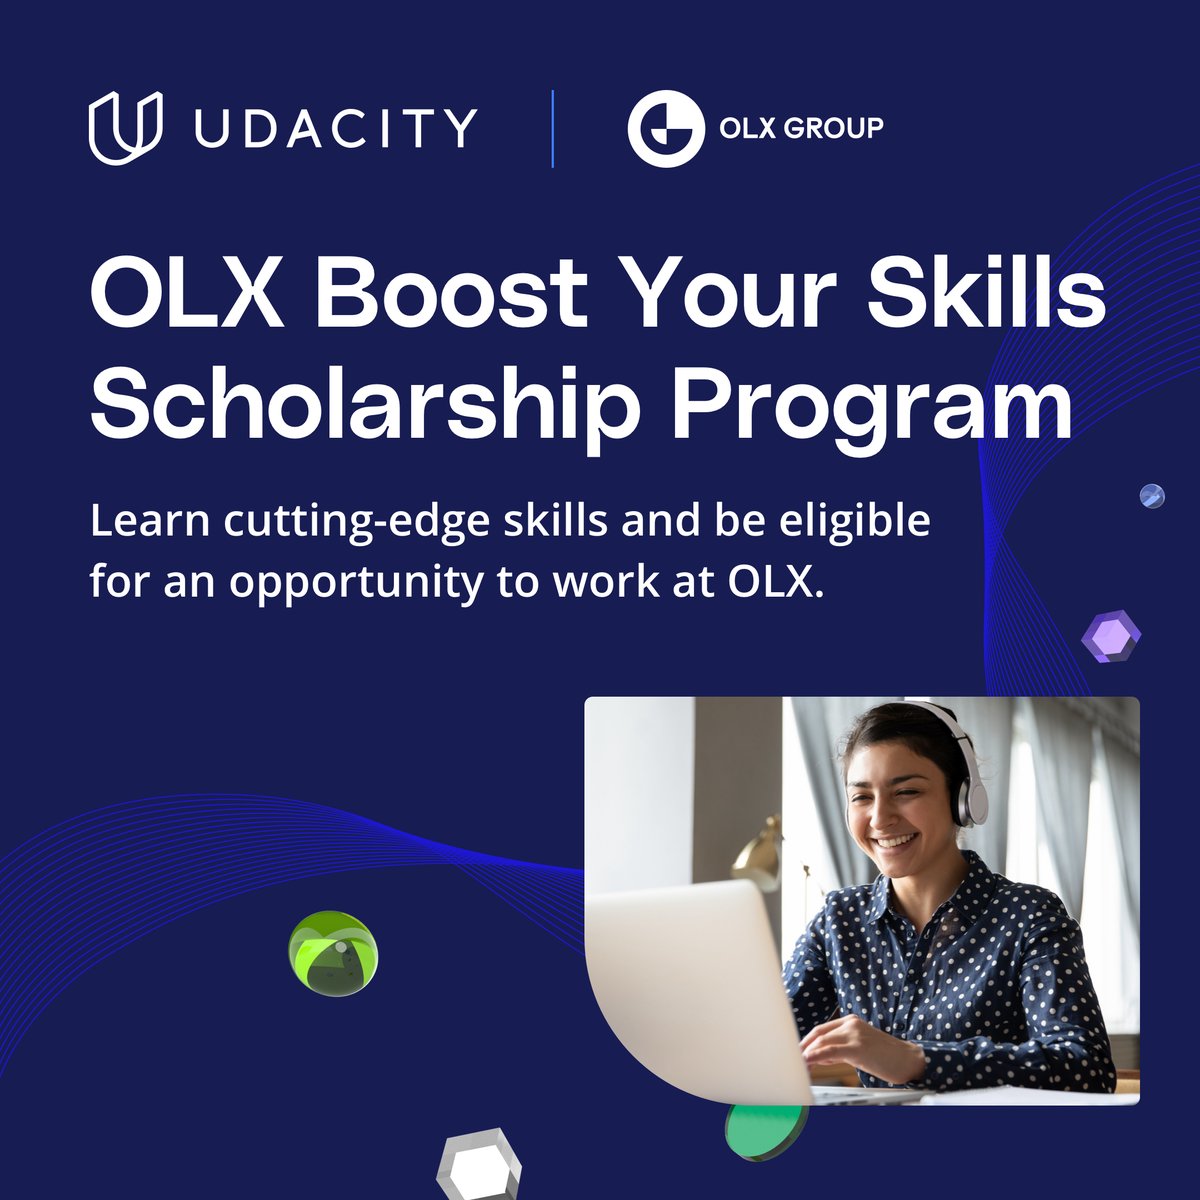 UDACITY
OLX GROUP
OLX Boost Your Skills
Scholarship Program
Learn cutting-edge skills and be eligible
for an opportunity to work at OLX.